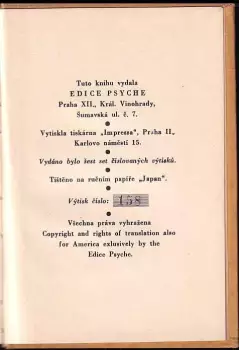 Tuto knihu vydala
EDICE PSYCHE
Praha XII., Král. Vinohrady,
Šumavská ul. č. 7.
Vytiskla tiskárna „Impressa“, Praha II.,
Karlovo náměstí 15.
Vydáno bylo šest set číslovaných výtisků.
Tištěno na ručním papíře „Japan“.
Výtisk číslo: 158
Všechna práva vyhražena
Copyright and rights of translation also
for America exlusively by the
Edice Psyche.